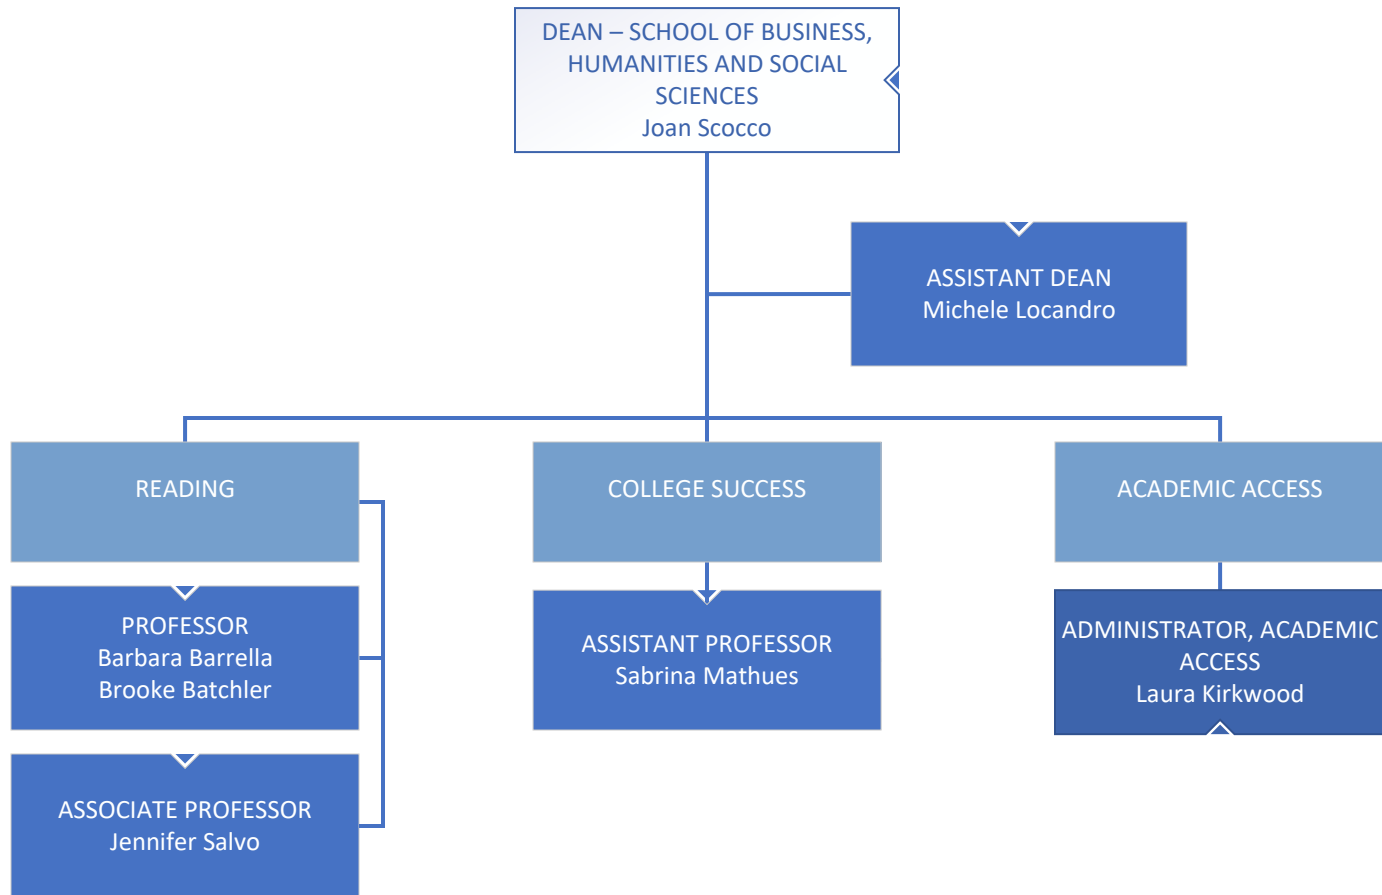 DEAN – SCHOOL OF BUSINESS,
HUMANITIES AND SOCIAL
SCIENCES
Joan Scocco
ASSISTANT DEAN
Michele Locandro
READING
COLLEGE SUCCESS
ACADEMIC ACCESS
PROFESSOR
Barbara Barrella
Brooke Batchler
ASSISTANT PROFESSOR
Sabrina Mathues
ADMINISTRATOR, ACADEMIC
ACCESS
Laura Kirkwood
ASSOCIATE PROFESSOR
Jennifer Salvo